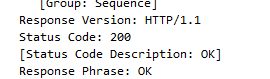 [Group: Sequence]
Response Version: HTTP/1.1
Status Code: 200
[Status Code Description: OK]
Response Phrase: OK